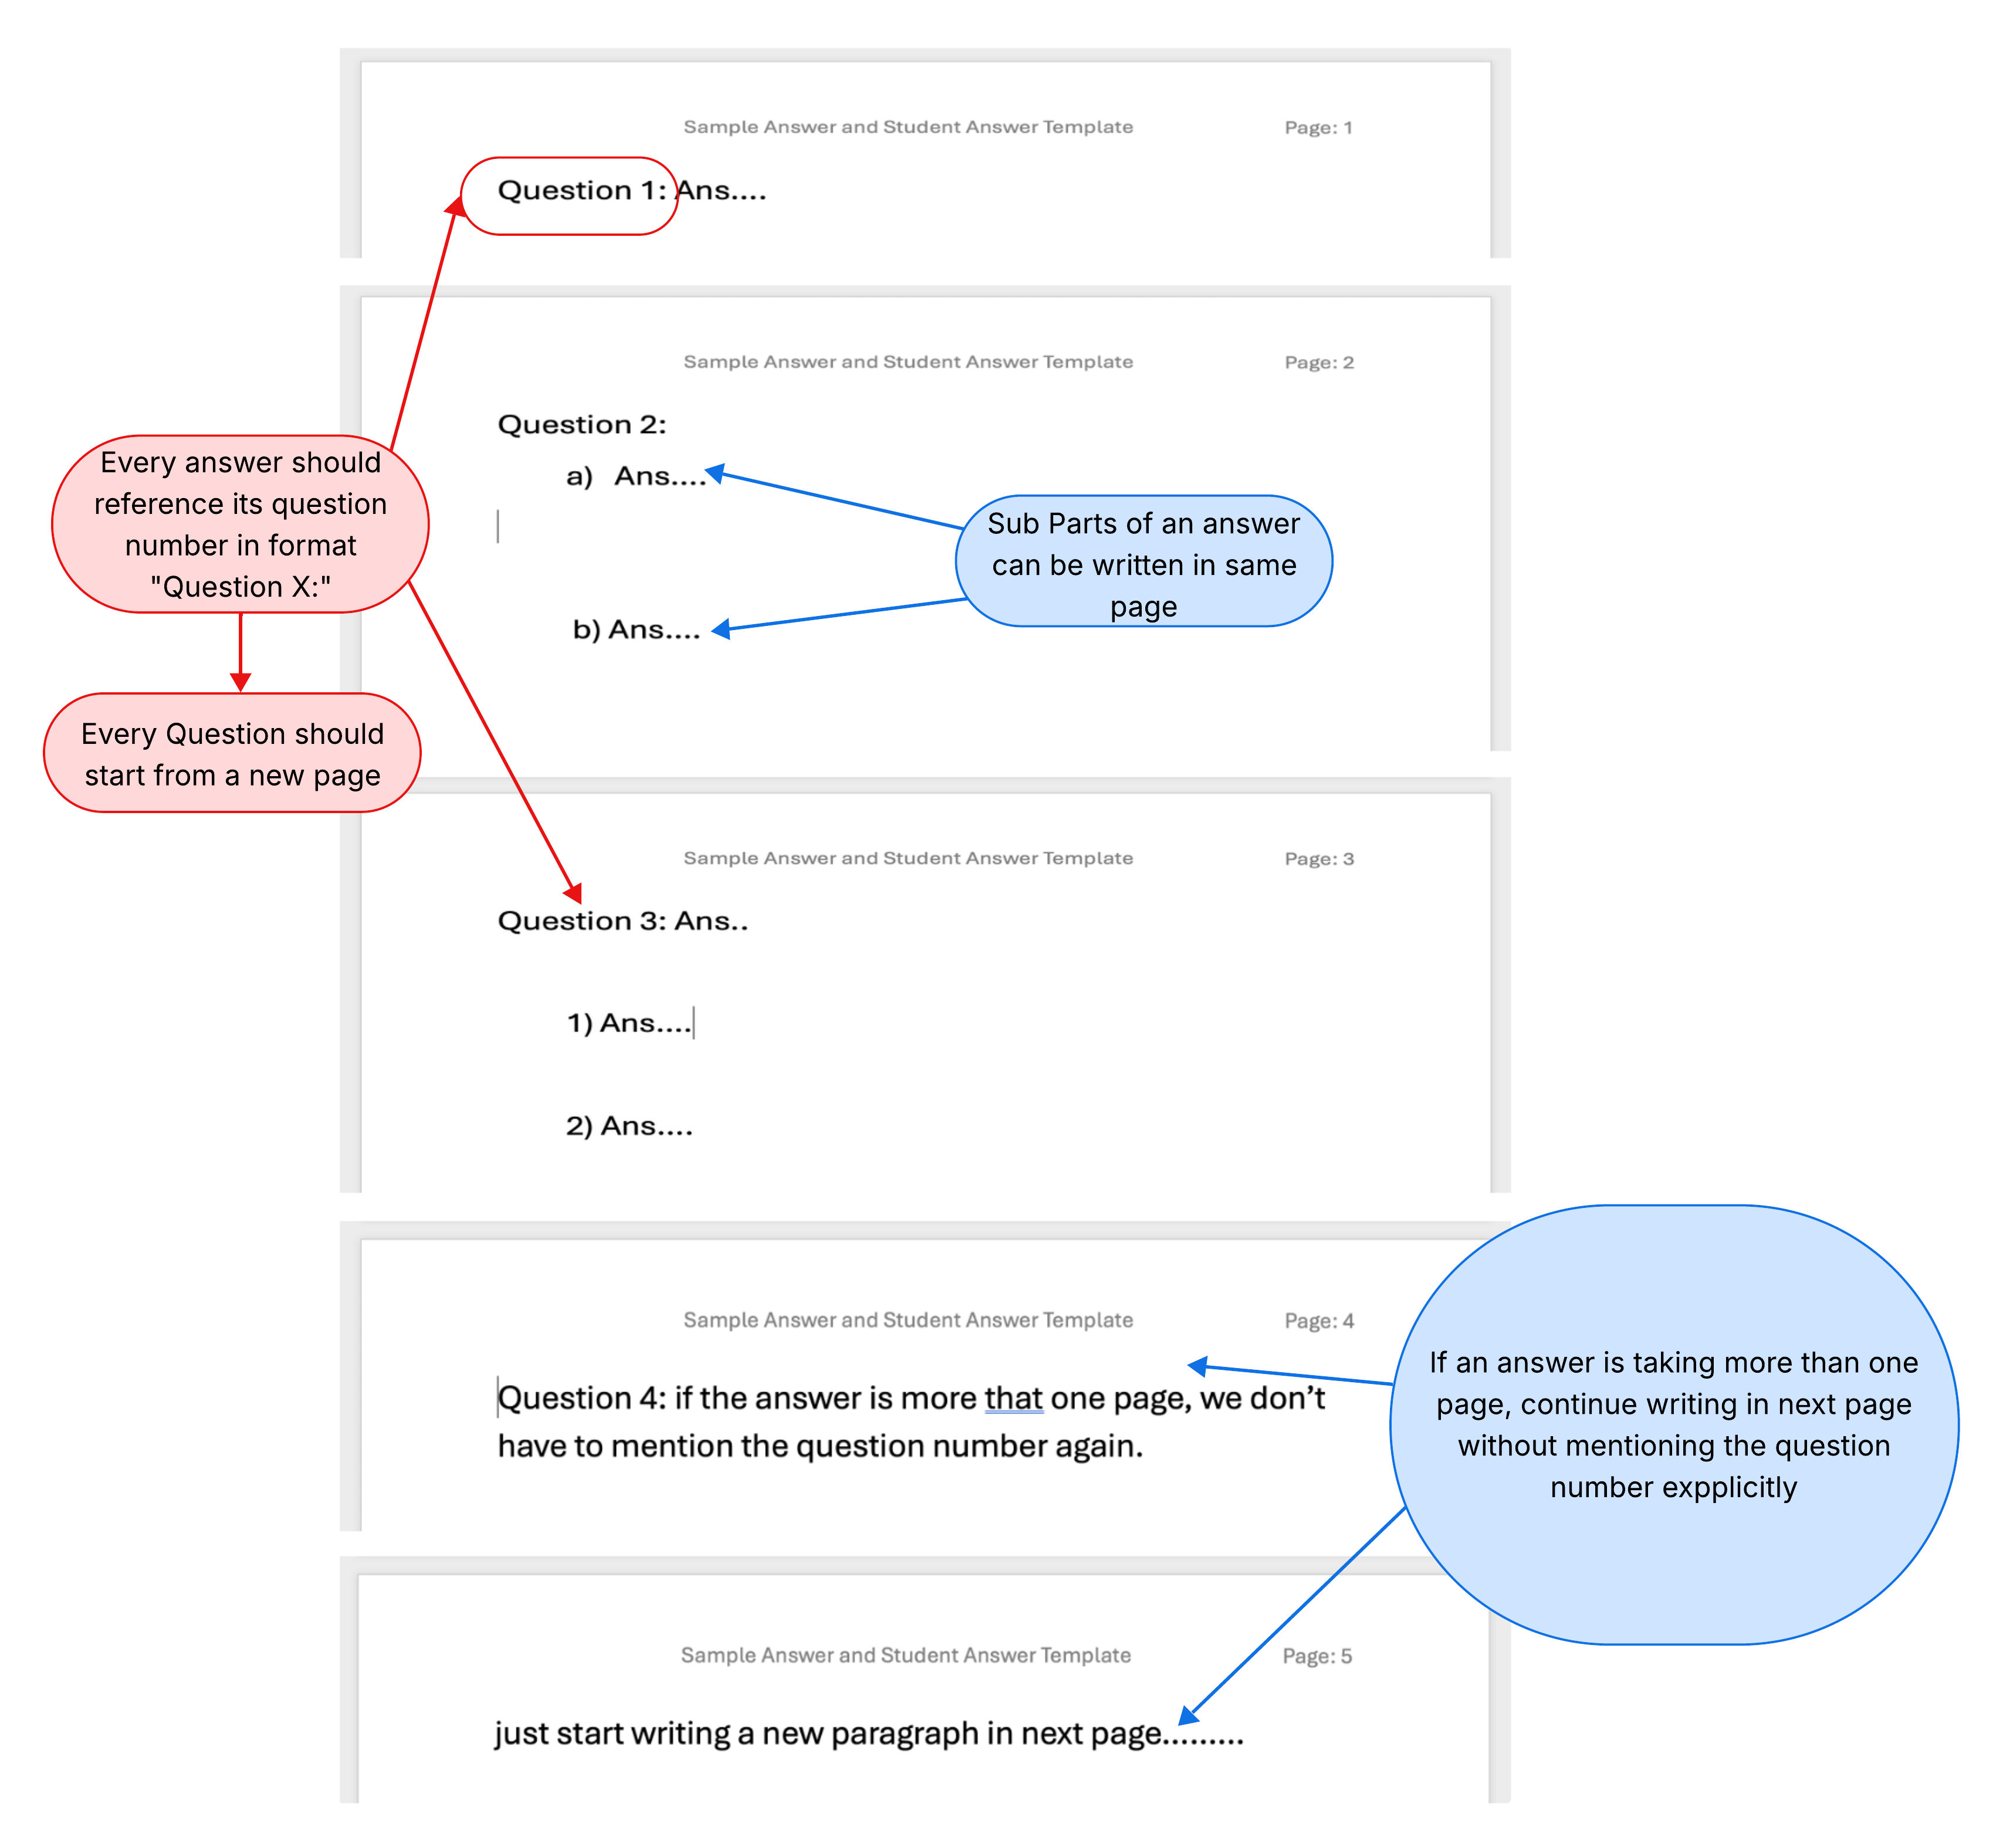 Sample Answer and Student Answer Template Page: 1
Question 1: Ans....
Sample Answer and Student Answer Template Page: 2
Question 2:
a) Ans....
b) Ans....
Every answer should
reference its question
number in format
"Question X:"
Sub Parts of an answer
can be written in same
page
Every Question should
start from a new page
Sample Answer and Student Answer Template Page: 3
Question 3: Ans..
1) Ans....
2) Ans....
Sample Answer and Student Answer Template Page: 4
Question 4: if the answer is more that one page, we don’t
have to mention the question number again.
If an answer is taking more than one
page, continue writing in next page
without mentioning the question
number expplicitly
Sample Answer and Student Answer Template Page: 5
just start writing a new paragraph in next page.........